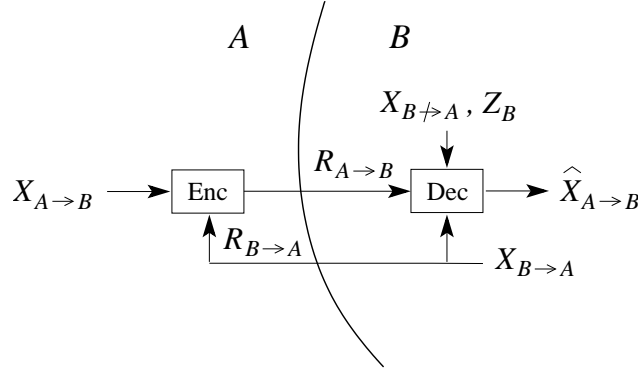 A B
X_{B↛A} , Z_B
R_{A→B}
X_{A→B} Enc Dec X̂_{A→B}
R_{B→A}
X_{B→A}